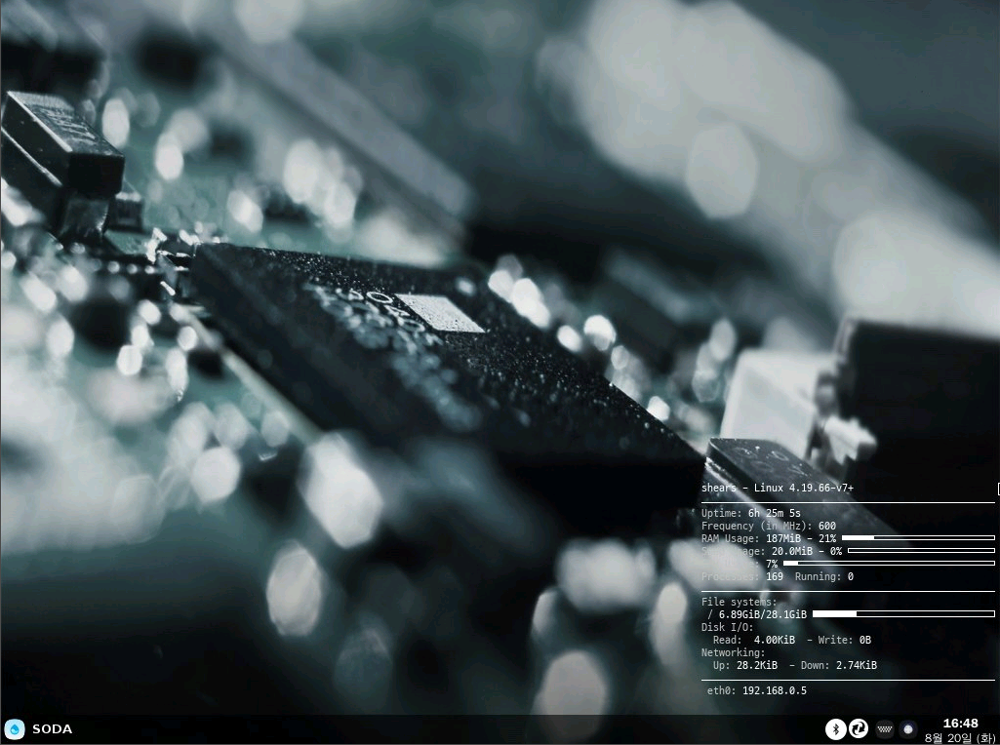 shears - Linux 4.19.66-v7+
Uptime: 6h 25m 5s
Frequency (in MHz): 600
RAM Usage: 187MiB - 21%
Swap Usage: 20.0MiB - 0%
7%
Processes: 169 Running: 0
File systems:
/ 6.89GiB/28.1GiB
Disk I/O:
Read: 4.00KiB - Write: 0B
Networking:
Up: 28.2KiB - Down: 2.74KiB
eth0: 192.168.0.5
SODA
16:48
8월 20일 (화)